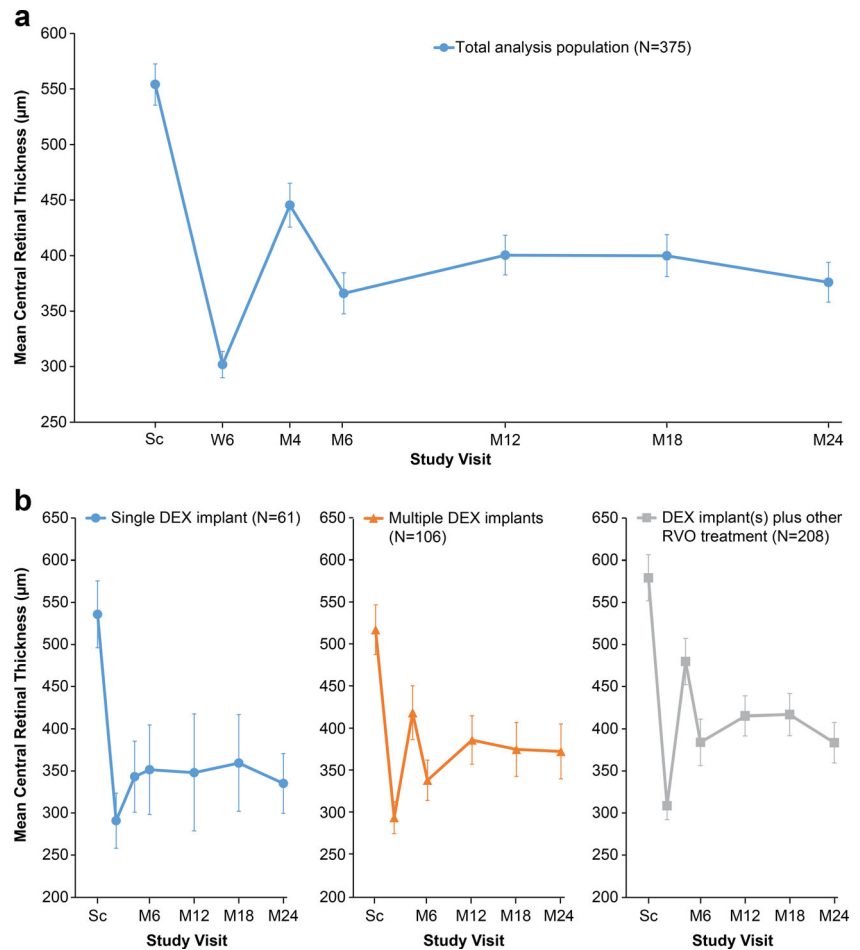 a
600
550
500
450
400
350
300
250
Mean Central Retinal Thickness (µm)
Total analysis population (N=375)
Sc W6 M4 M6 M12 M18 M24
Study Visit
b
650
600
550
500
450
400
350
300
250
200
Mean Central Retinal Thickness (µm)
Single DEX implant (N=61)
Sc M6 M12 M18 M24
Study Visit
650
600
550
500
450
400
350
300
250
200
Multiple DEX implants
(N=106)
Sc M6 M12 M18 M24
Study Visit
650
600
550
500
450
400
350
300
250
200
DEX implant(s) plus other
RVO treatment (N=208)
Sc M6 M12 M18 M24
Study Visit